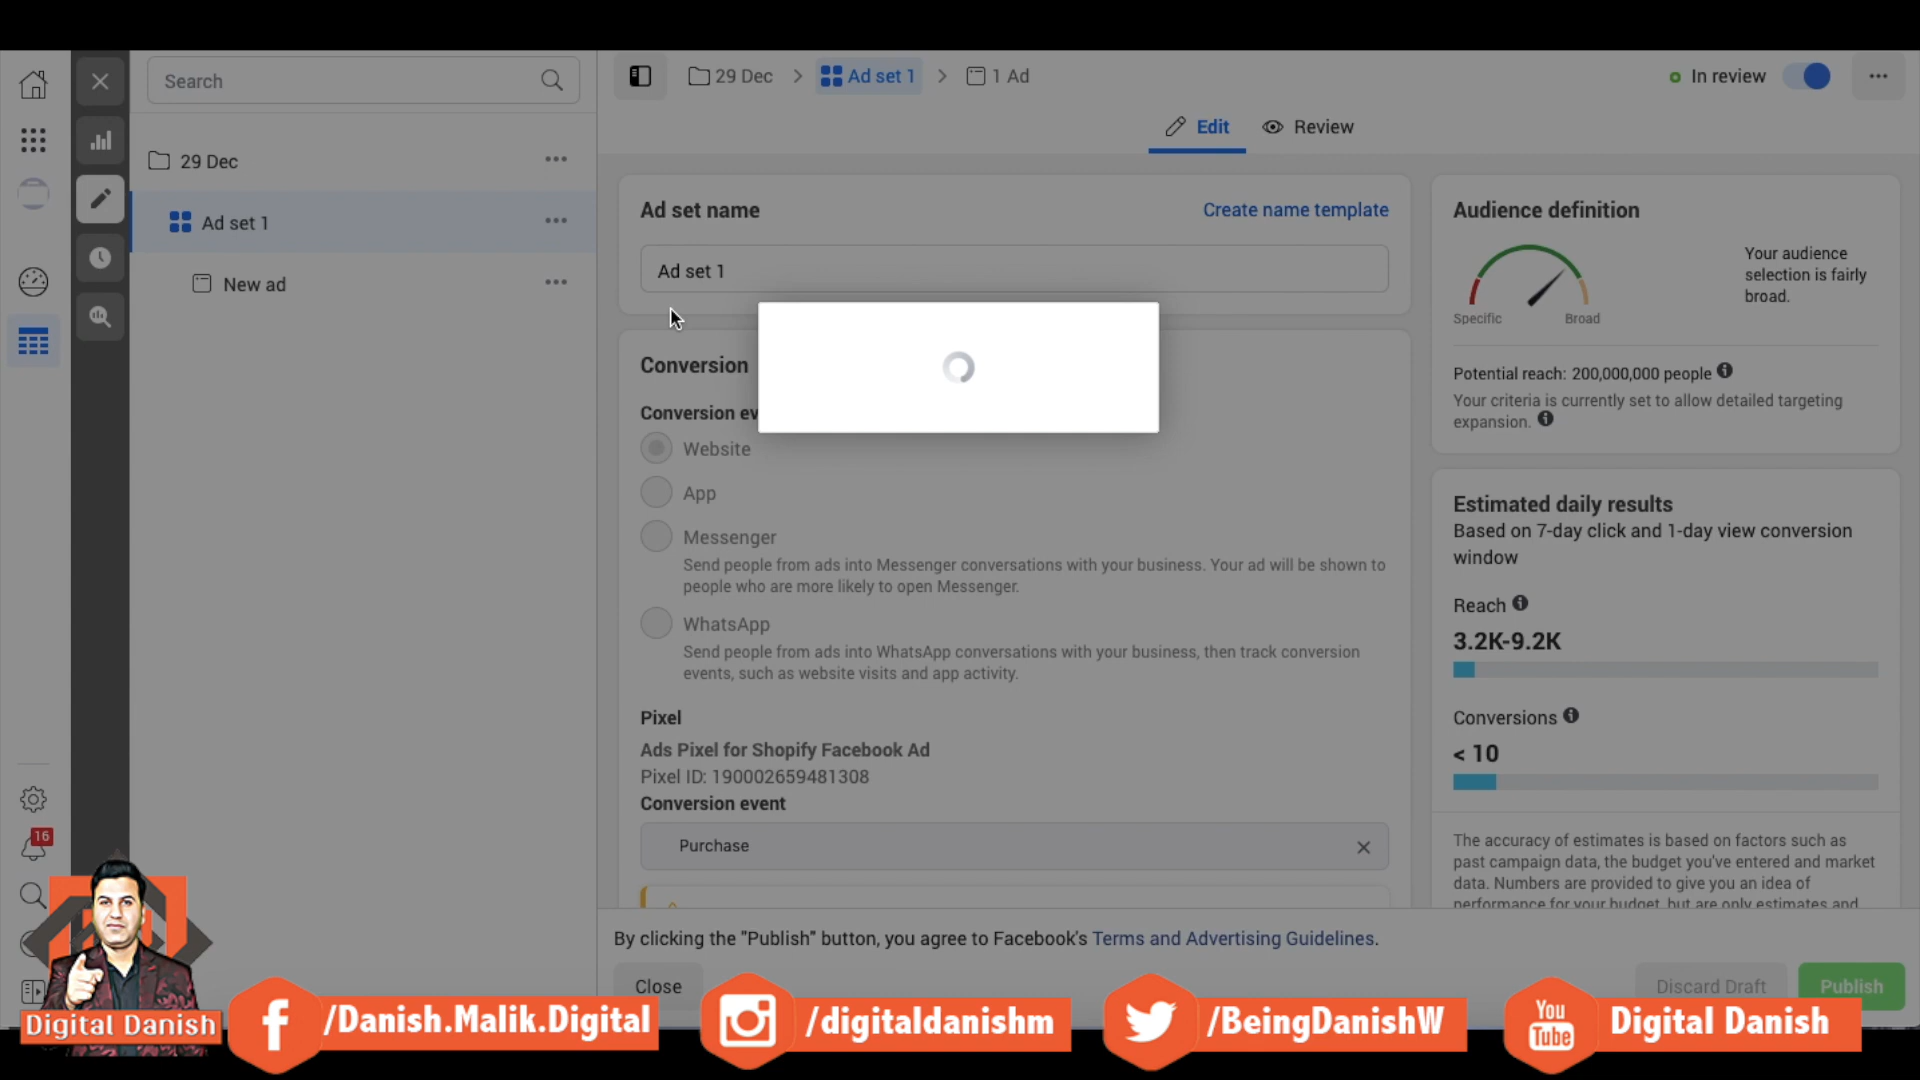 Search
29 Dec
Ad set 1
New ad
16
29 Dec
Ad set 1
1 Ad
In review
Edit
Review
Ad set name
Create name template
Ad set 1
Conversion
Conversion ev
Website
App
Messenger
Send people from ads into Messenger conversations with your business. Your ad will be shown to
people who are more likely to open Messenger.
WhatsApp
Send people from ads into WhatsApp conversations with your business, then track conversion
events, such as website visits and app activity.
Pixel
Ads Pixel for Shopify Facebook Ad
Pixel ID: 190002659481308
Conversion event
Purchase
Audience definition
Your audience
selection is fairly
broad.
Specific
Broad
Potential reach: 200,000,000 people
Your criteria is currently set to allow detailed targeting
expansion.
Estimated daily results
Based on 7-day click and 1-day view conversion
window
Reach
3.2K-9.2K
Conversions
< 10
The accuracy of estimates is based on factors such as
past campaign data, the budget you've entered and market
data. Numbers are provided to give you an idea of
performance for your budget, but are only estimates and
By clicking the "Publish" button, you agree to Facebook's Terms and Advertising Guidelines.
Close
Discard Draft
Publish
Digital Danish
/Danish.Malik.Digital
/digitaldanishm
/BeingDanishW
You
Tube
Digital Danish